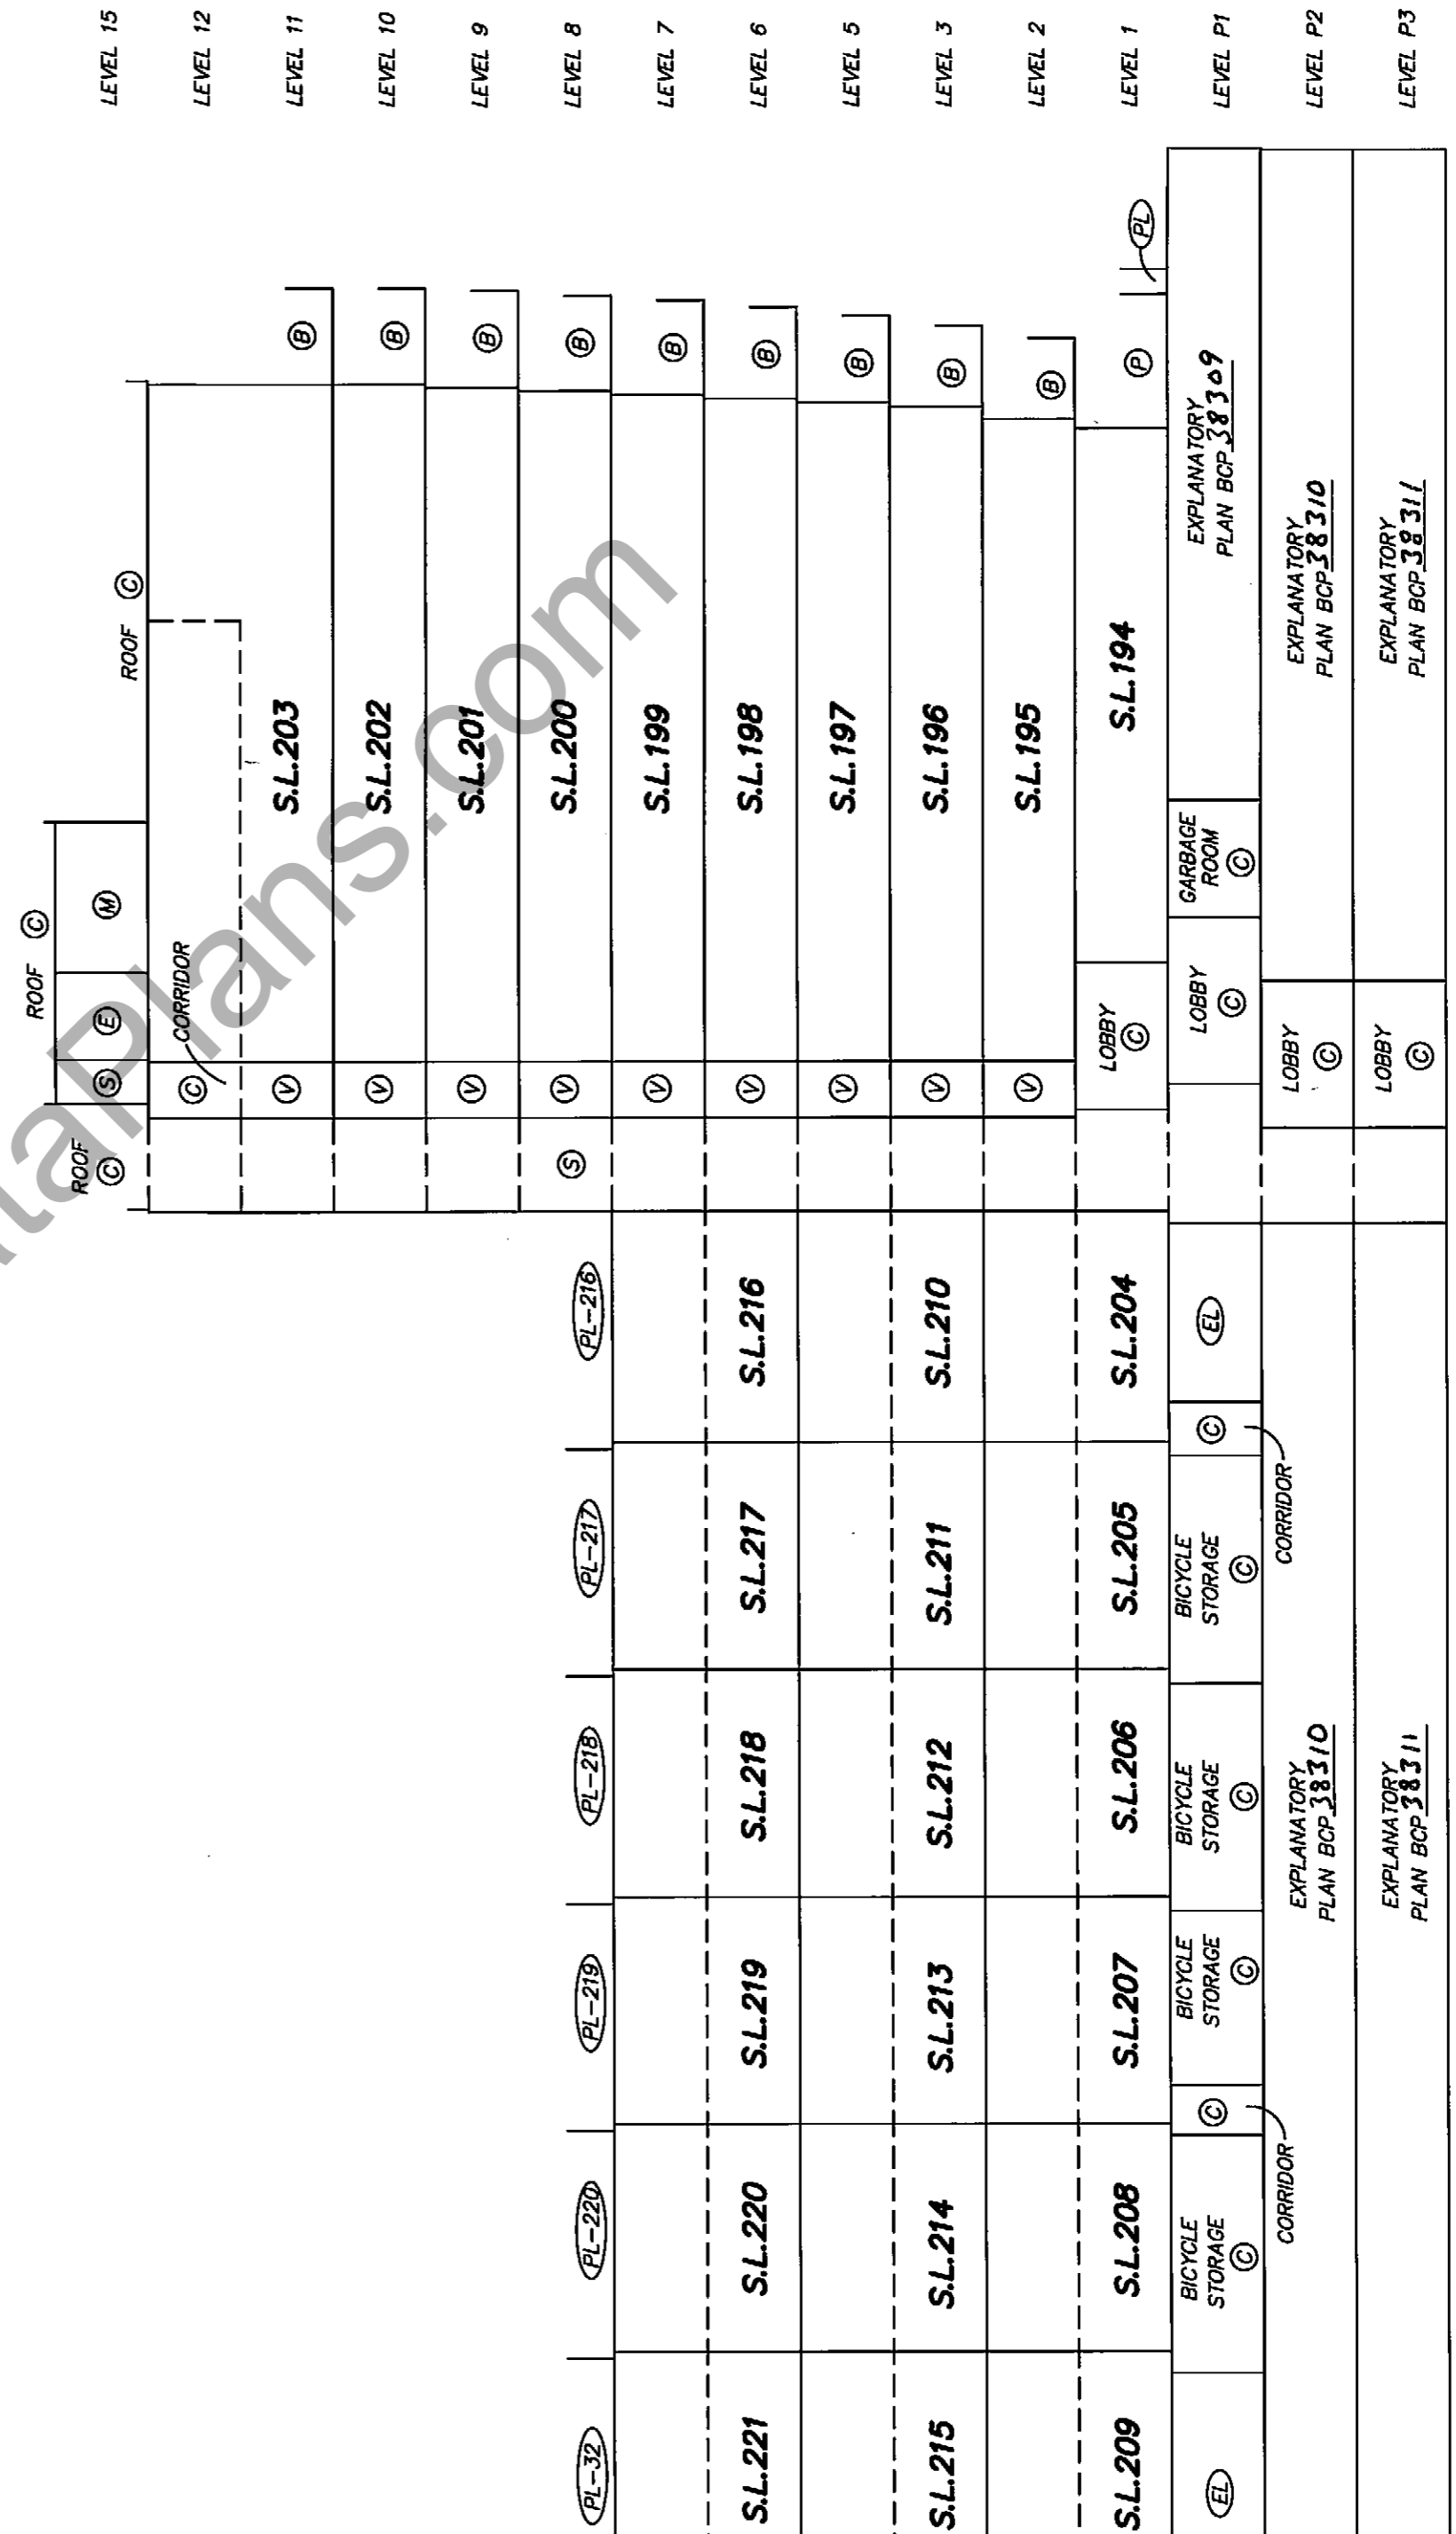 LEVEL 15
LEVEL 12
LEVEL 11
LEVEL 10
LEVEL 9
LEVEL 8
LEVEL 7
LEVEL 6
LEVEL 5
LEVEL 3
LEVEL 2
LEVEL 1
LEVEL P1
LEVEL P2
LEVEL P3
ROOF C
ROOF C
ROOF
C
S
E
M
C
CORRIDOR
V
S.L.203
B
V
S.L.202
B
V
S.L.201
B
S
V
S.L.200
B
V
S.L.199
B
V
S.L.198
B
V
S.L.197
B
V
S.L.196
B
V
S.L.195
B
LOBBY
C
S.L.194
P
PL
PL-32
PL-220
PL-219
PL-218
PL-217
PL-216
S.L.221
S.L.220
S.L.219
S.L.218
S.L.217
S.L.216
S.L.215
S.L.214
S.L.213
S.L.212
S.L.211
S.L.210
S.L.209
S.L.208
S.L.207
S.L.206
S.L.205
S.L.204
EL
BICYCLE
STORAGE
C
C
CORRIDOR
BICYCLE
STORAGE
C
BICYCLE
STORAGE
C
BICYCLE
STORAGE
C
C
CORRIDOR
EL
LOBBY
C
GARBAGE
ROOM
C
EXPLANATORY
PLAN BCP 38309
EXPLANATORY
PLAN BCP 38310
LOBBY
C
EXPLANATORY
PLAN BCP 38310
EXPLANATORY
PLAN BCP 38311
LOBBY
C
EXPLANATORY
PLAN BCP 38311
taPlans.com